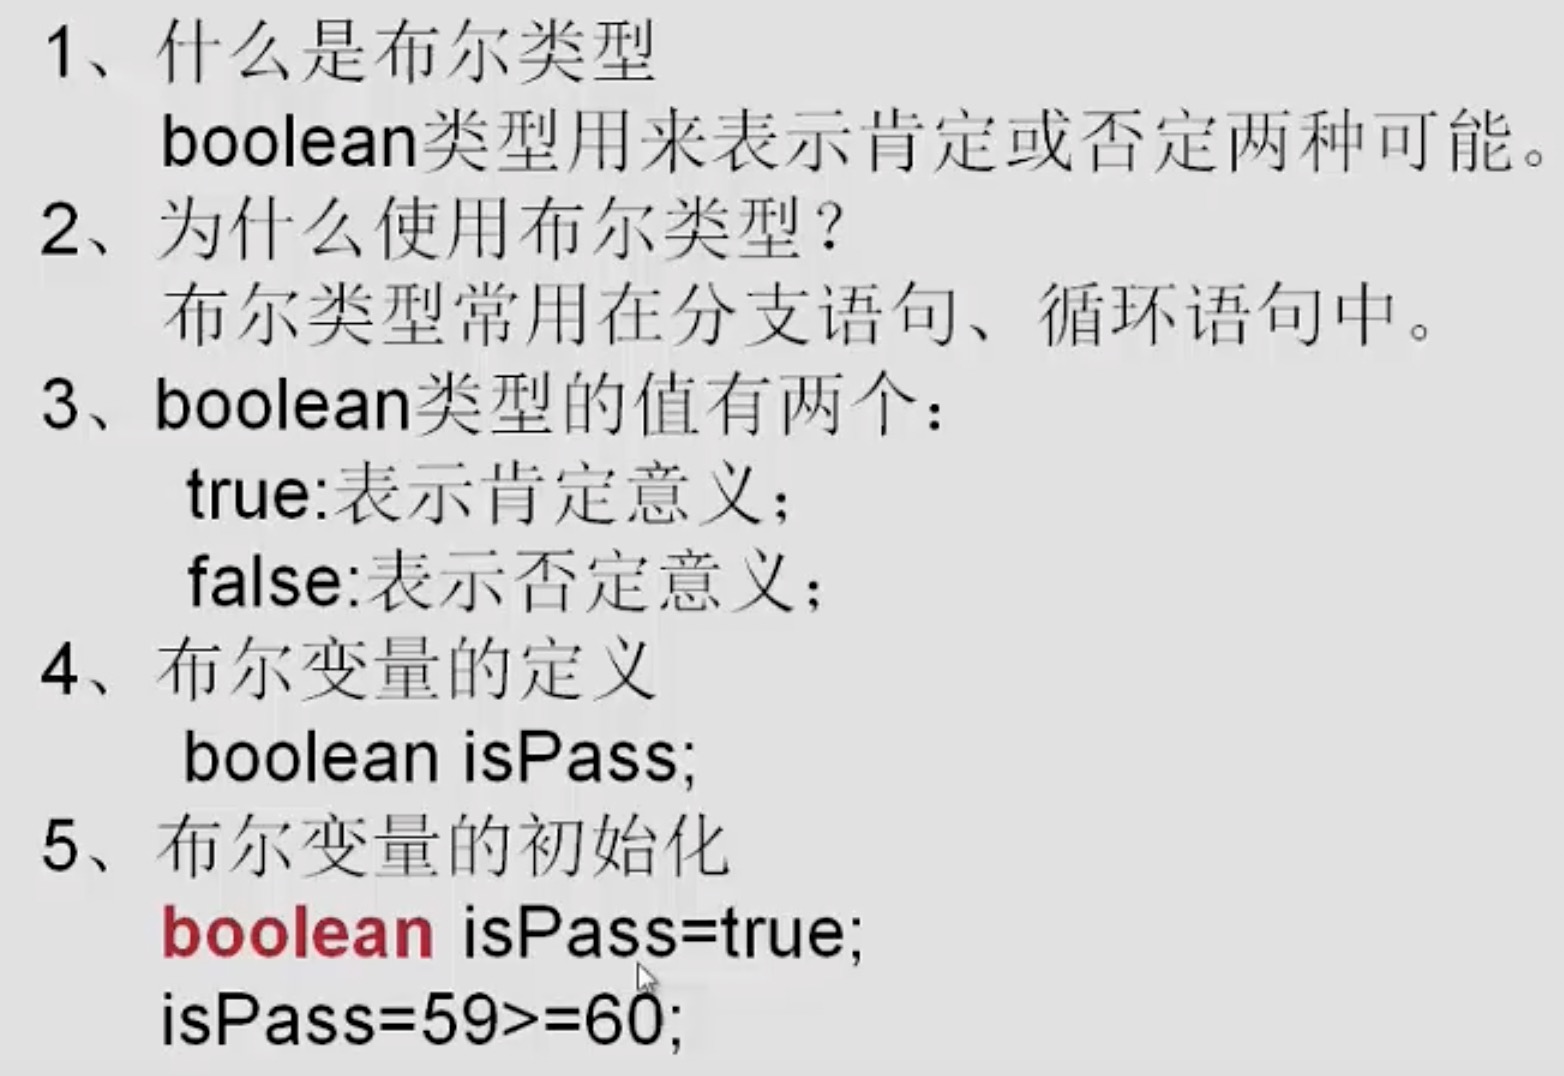 1、什么是布尔类型
boolean类型用来表示肯定或否定两种可能。
2、为什么使用布尔类型？
布尔类型常用在分支语句、循环语句中。
3、boolean类型的值有两个：
true:表示肯定意义；
false:表示否定意义；
4、布尔变量的定义
boolean isPass;
5、布尔变量的初始化
boolean isPass=true;
isPass=59>=60;